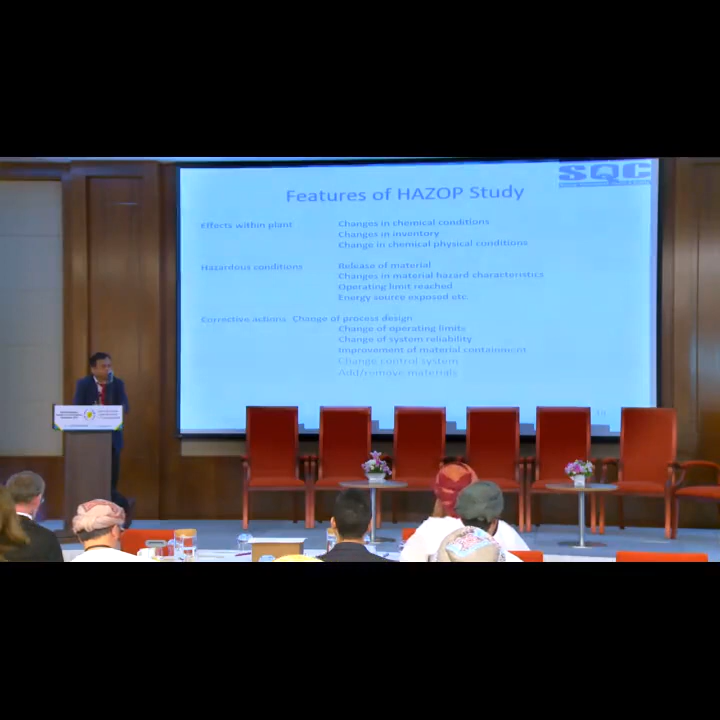 SQC
Features of HAZOP Study
Effects within plant Changes in chemical conditions
Changes in inventory
Change in chemical physical conditions
Hazardous conditions Release of material
Changes in material hazard characteristics
Operating limit reached
Energy source exposed etc.
Corrective actions Change of process design
Change of operating limits
Change of system reliability
Improvement of material containment
Change control system
Add/remove materials